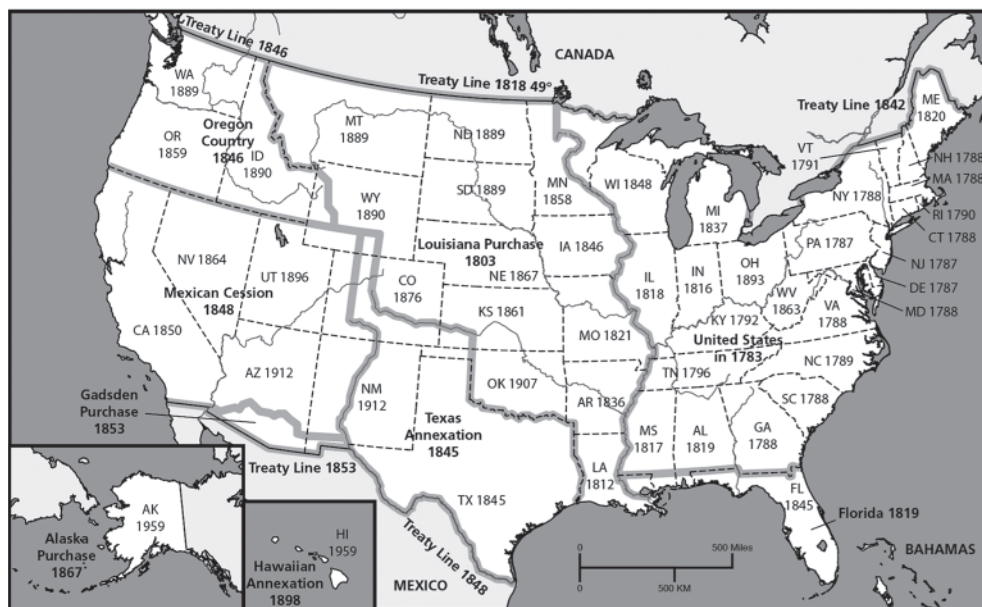 Treaty Line 1846
CANADA
WA
1889
Treaty Line 1818 49°
Treaty Line 1842
ME
1820
MT
1889
ND 1889
OR
1859
Oregon
Country
1846
ID
1890
VT
1791
NH 1788
MA 1788
SD 1889
MN
1858
WI 1848
NY 1788
WY
1890
MI
1837
RI 1790
CT 1788
Louisiana Purchase
1803
IA 1846
PA 1787
NJ 1787
NV 1864
UT 1896
NE 1867
OH
1893
IL
1818
IN
1816
DE 1787
CO
1876
WV
1863
MD 1788
Mexican Cession
1848
KS 1861
VA
1788
CA 1850
MO 1821
KY 1792
United States
in 1783
NC 1789
AZ 1912
NM
1912
OK 1907
TN 1796
SC 1788
Gadsden
Purchase
1853
AR 1836
Texas
Annexation
1845
MS
1817
AL
1819
GA
1788
Treaty Line 1853
LA
1812
TX 1845
FL
1845
Florida 1819
AK
1959
Alaska
Purchase
1867
HI
1959
Hawaiian
Annexation
1898
Treaty Line 1848
MEXICO
0
500 Miles
0
500 KM
BAHAMAS